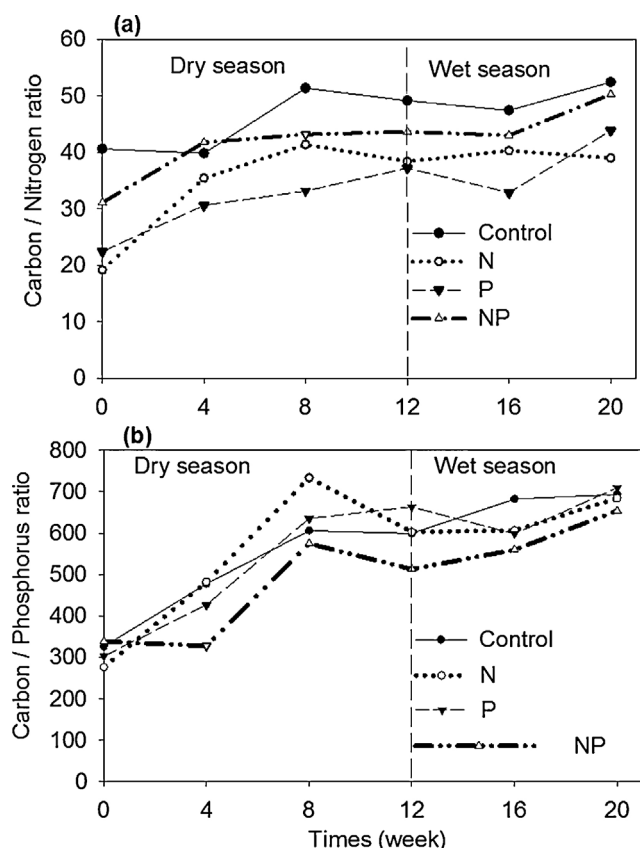 (a)
60
50
40
30
20
10
0
Carbon / Nitrogen ratio
Dry season
Wet season
Control
N
P
NP
0 4 8 12 16 20
(b)
800
700
600
500
400
300
200
100
0
Carbon / Phosphorus ratio
Dry season
Wet season
Control
N
P
NP
0 4 8 12 16 20
Times (week)